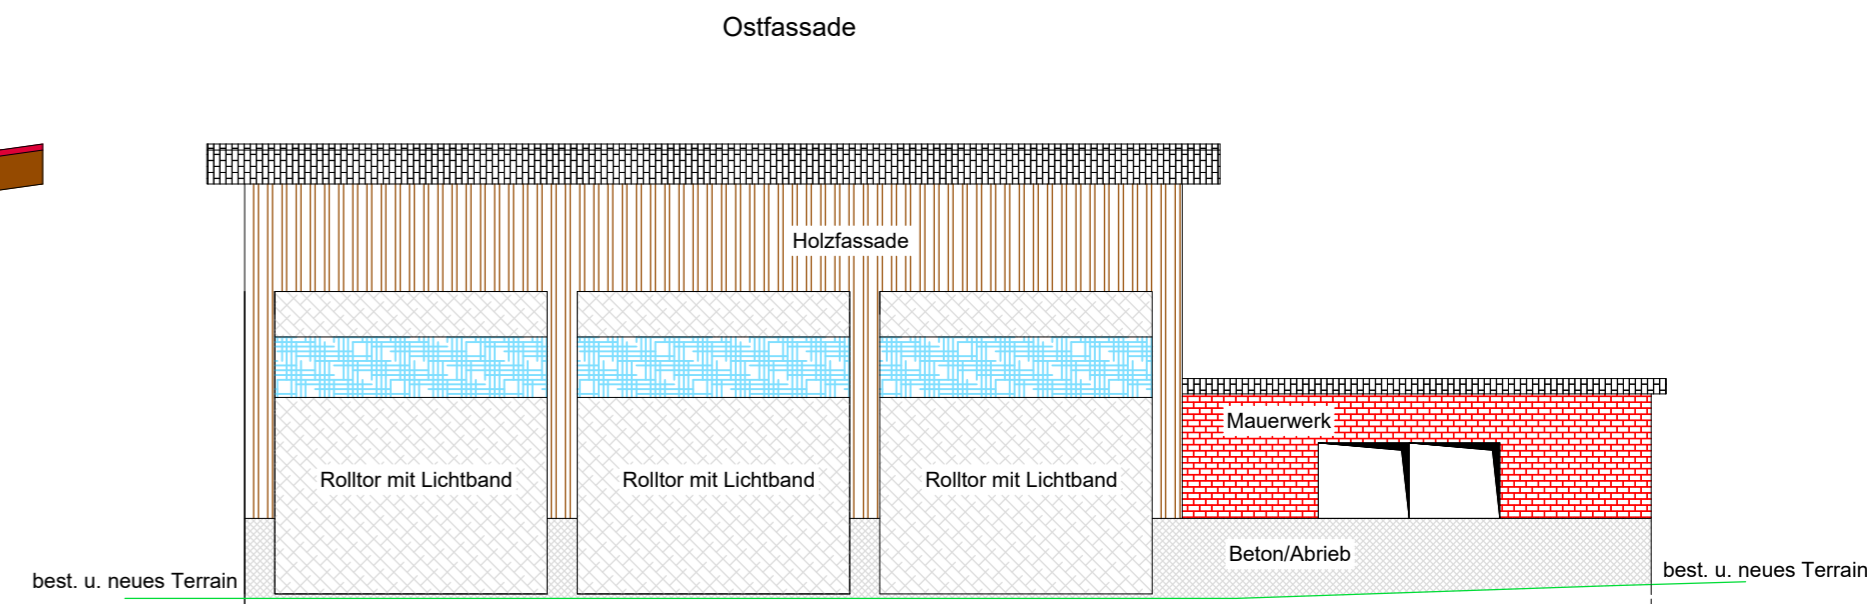 Ostfassade
Holzfassade
Mauerwerk
Rolltor mit Lichtband
Rolltor mit Lichtband
Rolltor mit Lichtband
Beton/Abrieb
best. u. neues Terrain
best. u. neues Terrain